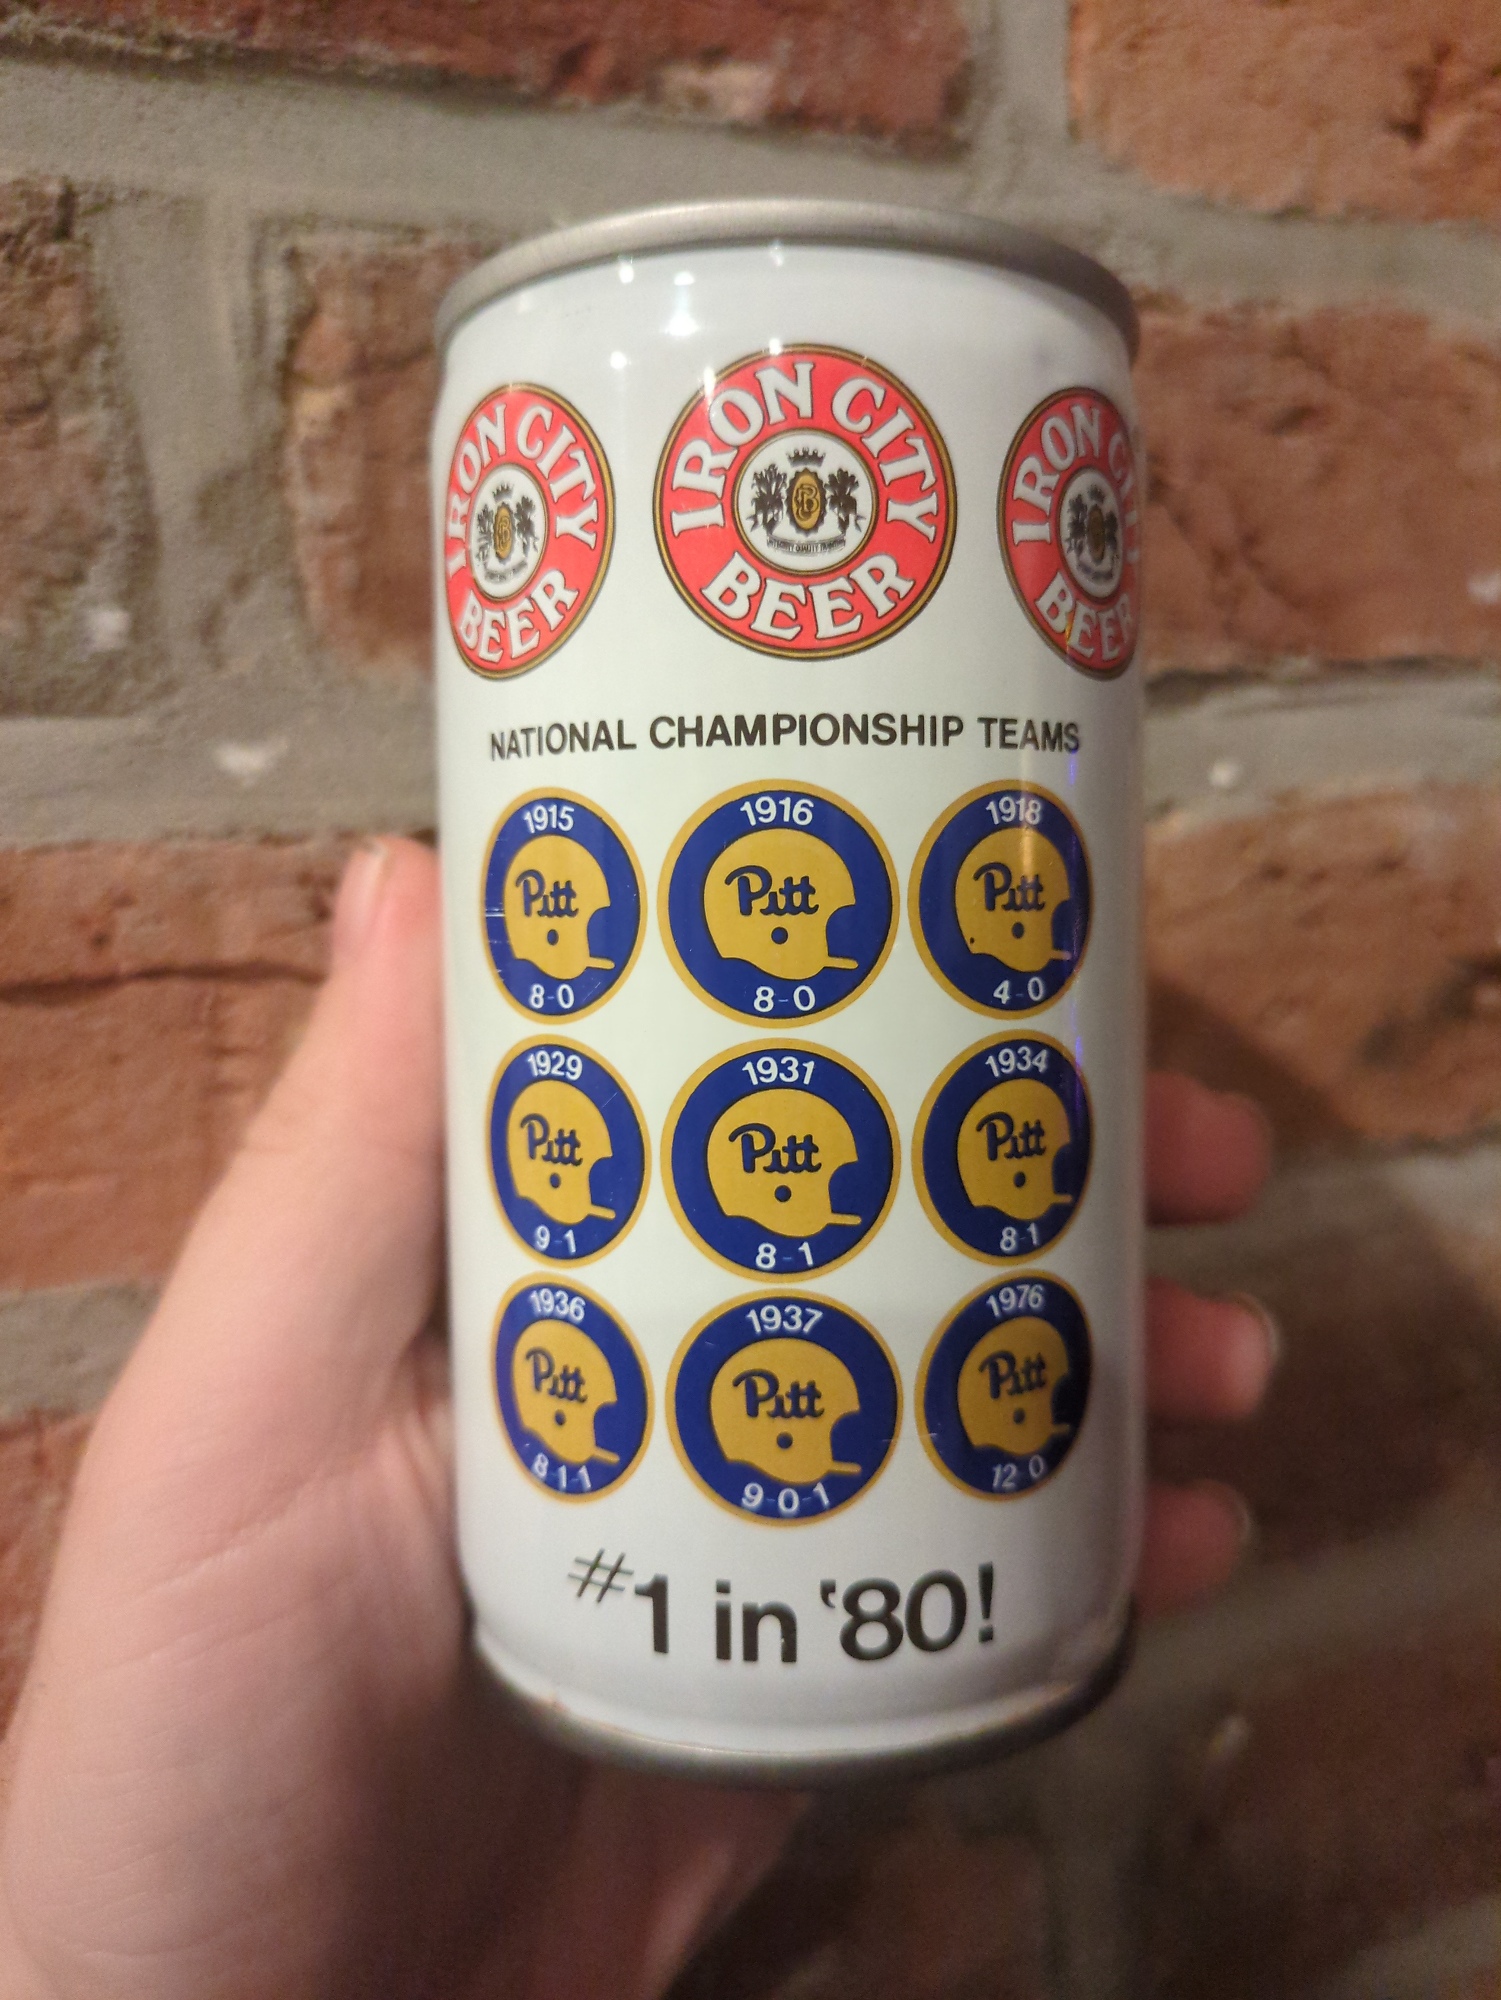 IRON CITY BEER
IRON CITY BEER
IRON CITY BEER
NATIONAL CHAMPIONSHIP TEAMS
1915 1916 1918
Pitt Pitt Pitt
8-0 8-0 4-0
1929 1931 1934
Pitt Pitt Pitt
9-1 8-1 8-1
1936 1937 1976
Pitt Pitt Pitt
8-1-1 9-0-1 12-0
#1 in '80!